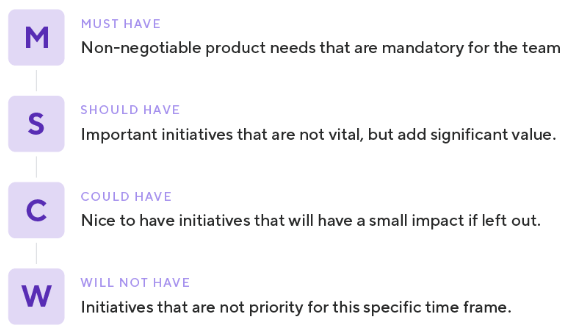 M
MUST HAVE
Non-negotiable product needs that are mandatory for the team
S
SHOULD HAVE
Important initiatives that are not vital, but add significant value.
C
COULD HAVE
Nice to have initiatives that will have a small impact if left out.
W
WILL NOT HAVE
Initiatives that are not priority for this specific time frame.